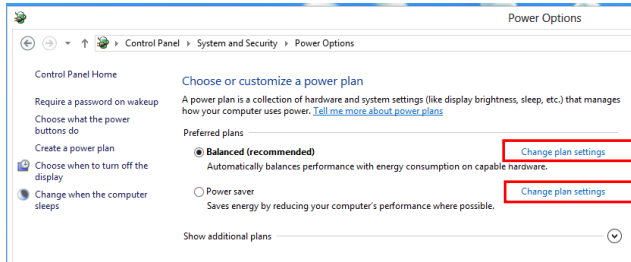 Power Options
Control Panel ▸ System and Security ▸ Power Options
Control Panel Home
Require a password on wakeup
Choose what the power
buttons do
Create a power plan
Choose when to turn off the
display
Change when the computer
sleeps
Choose or customize a power plan
A power plan is a collection of hardware and system settings (like display brightness, sleep, etc.) that manages
how your computer uses power. Tell me more about power plans
Preferred plans
Balanced (recommended) Change plan settings
Automatically balances performance with energy consumption on capable hardware.
Power saver Change plan settings
Saves energy by reducing your computer's performance where possible.
Show additional plans